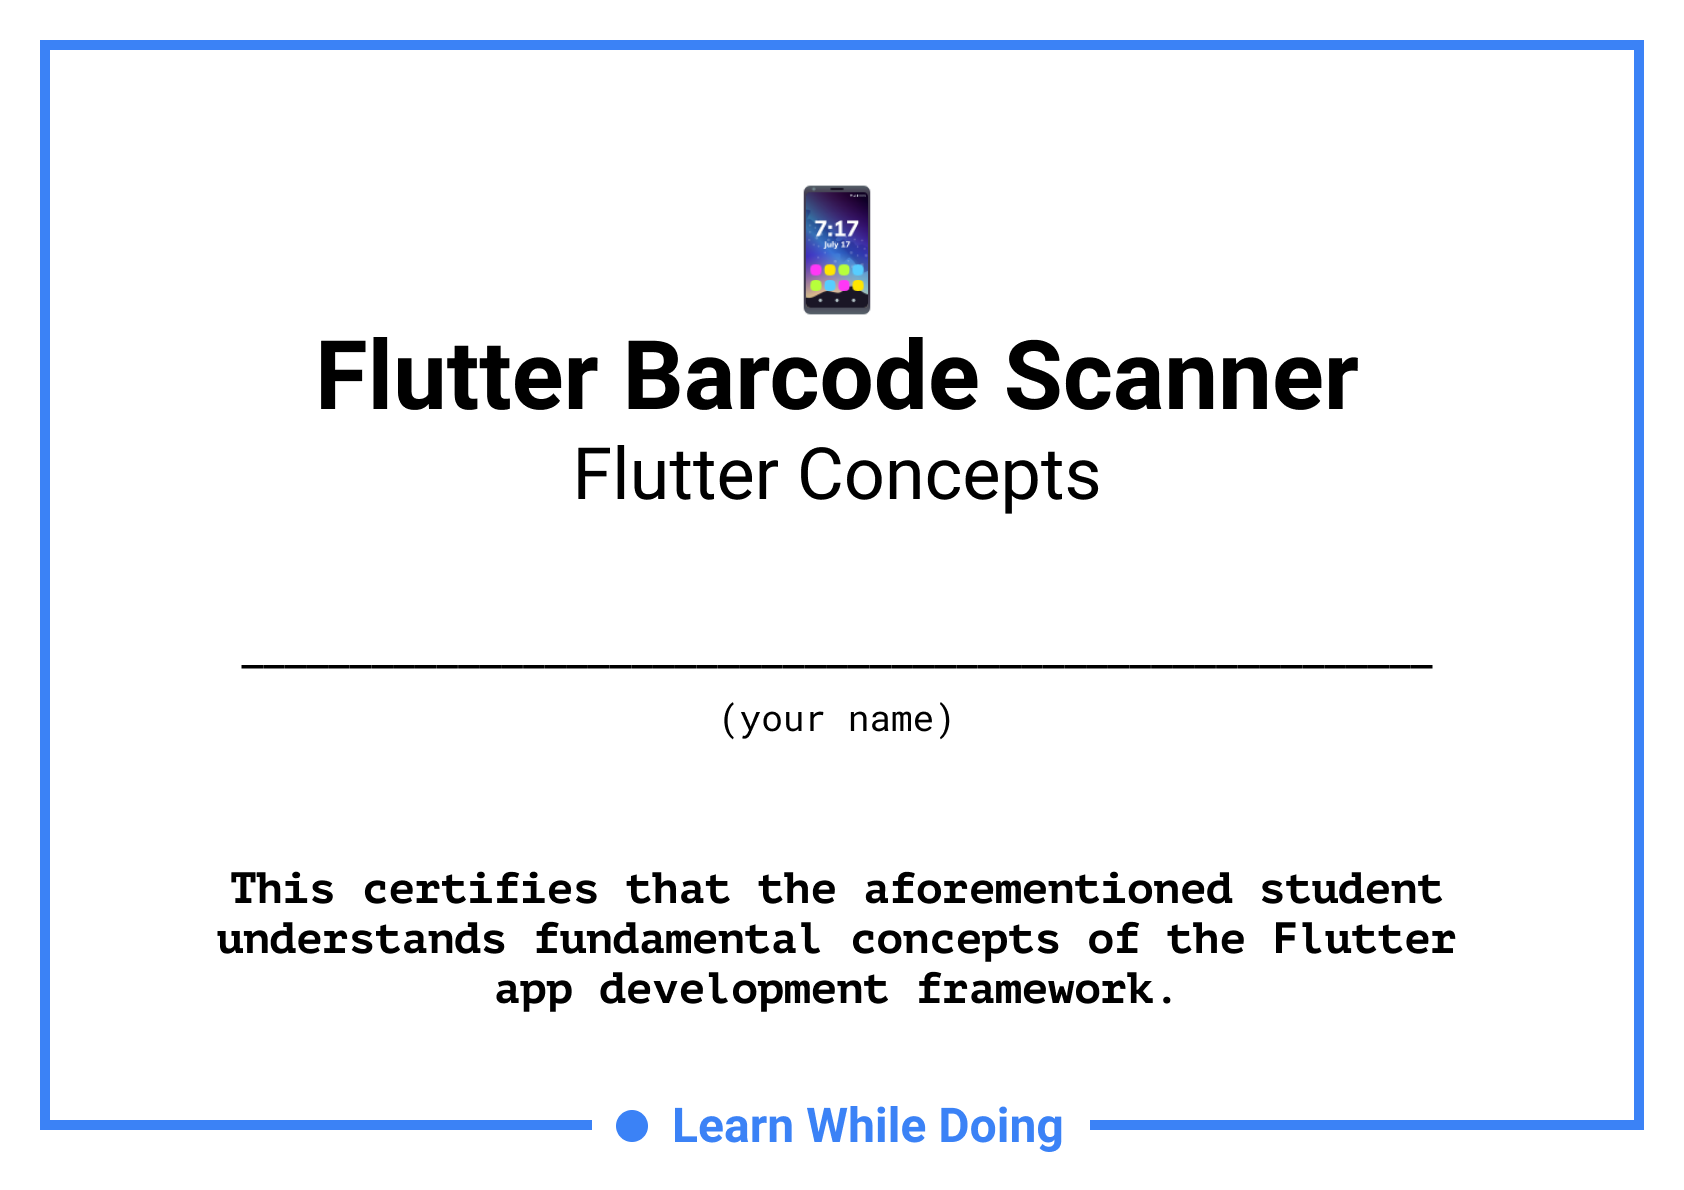 7:17
July 17
Flutter Barcode Scanner
Flutter Concepts
_______________________________________________________
(your name)
This certifies that the aforementioned student
understands fundamental concepts of the Flutter
app development framework.
Learn While Doing